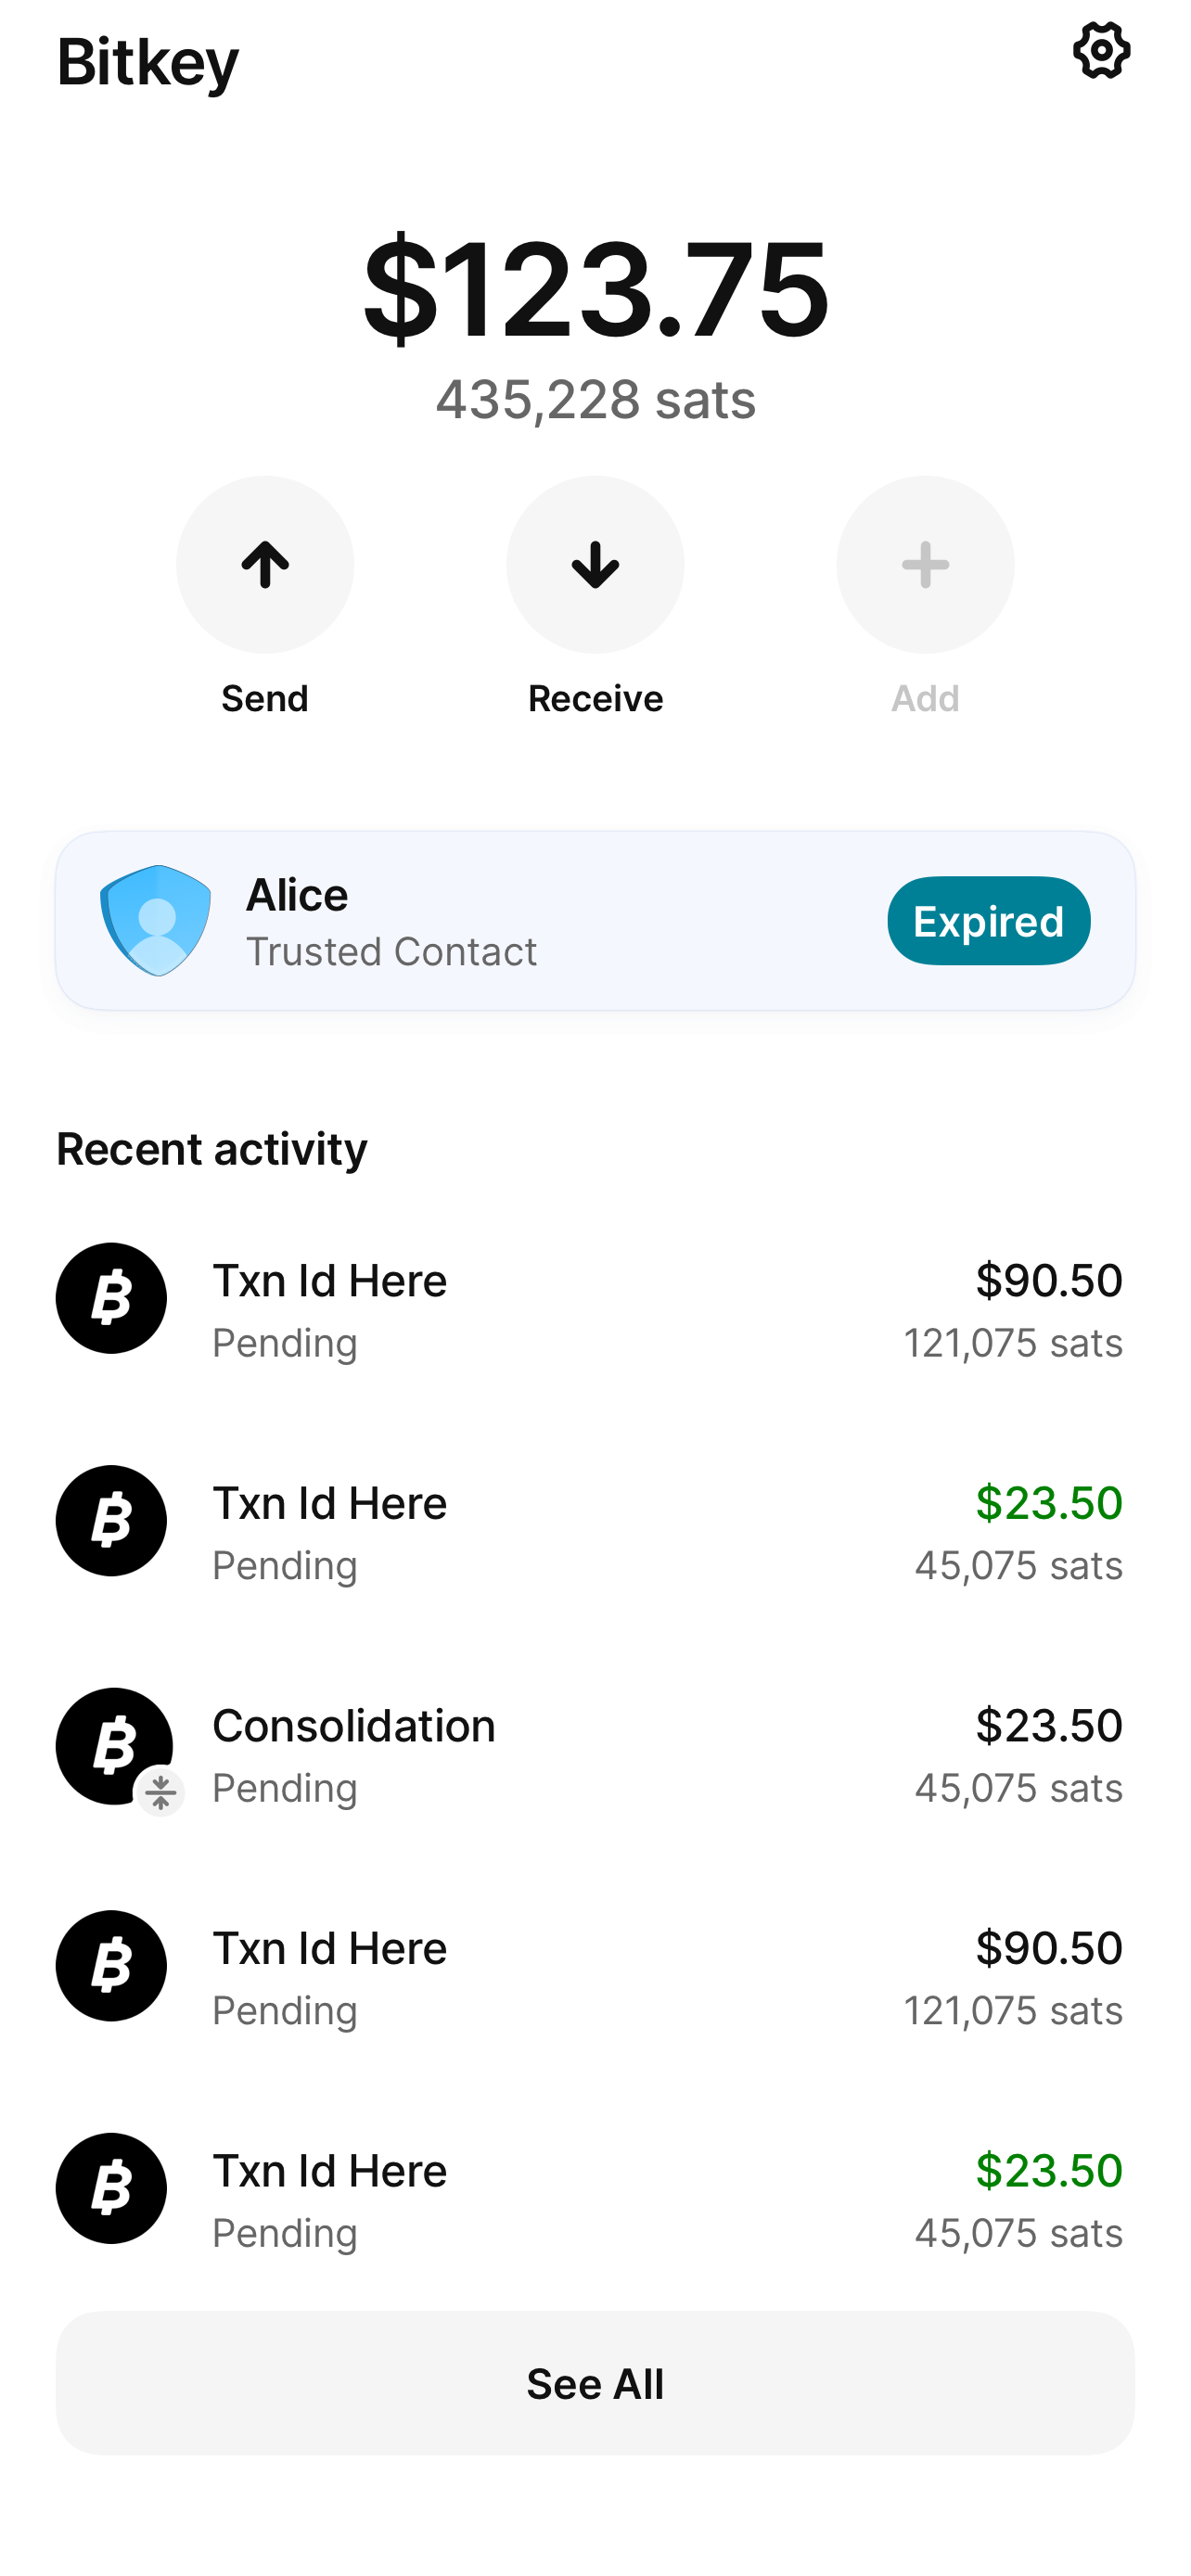 Bitkey
$123.75
435,228 sats
Send
Receive
Add
Alice
Trusted Contact
Expired
Recent activity
Txn Id Here
$90.50
Pending
121,075 sats
Txn Id Here
$23.50
Pending
45,075 sats
Consolidation
$23.50
Pending
45,075 sats
Txn Id Here
$90.50
Pending
121,075 sats
Txn Id Here
$23.50
Pending
45,075 sats
See All